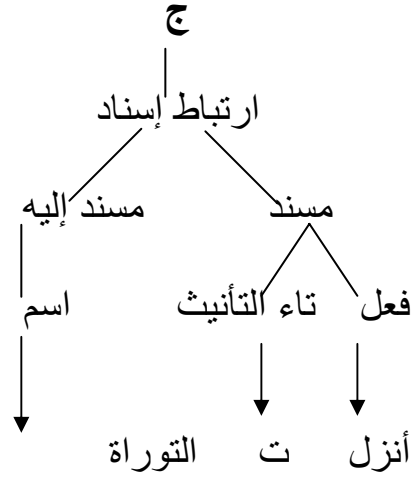 ج
ارتباط إسناد
مسند مسند إليه
فعل تاء التأنيث اسم
أنزل ت التوراة